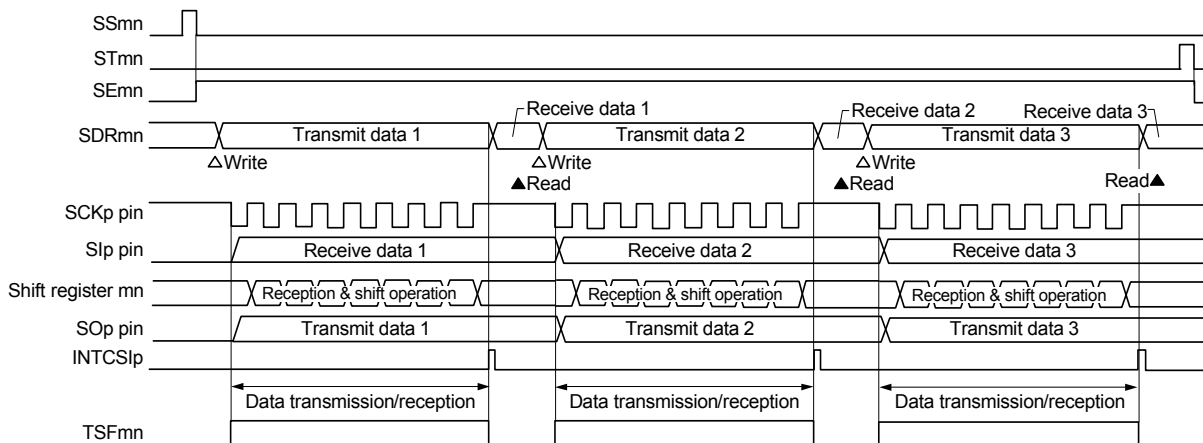 SSmn
STmn
SEmn
Receive data 1
Receive data 2
Receive data 3
SDRmn
Transmit data 1
Transmit data 2
Transmit data 3
△Write
△Write
△Write
▲Read
▲Read
Read▲
SCKp pin
SIp pin
Receive data 1
Receive data 2
Receive data 3
Shift register mn
Reception & shift operation
Reception & shift operation
Reception & shift operation
SOp pin
Transmit data 1
Transmit data 2
Transmit data 3
INTCSIp
Data transmission/reception
Data transmission/reception
Data transmission/reception
TSFmn